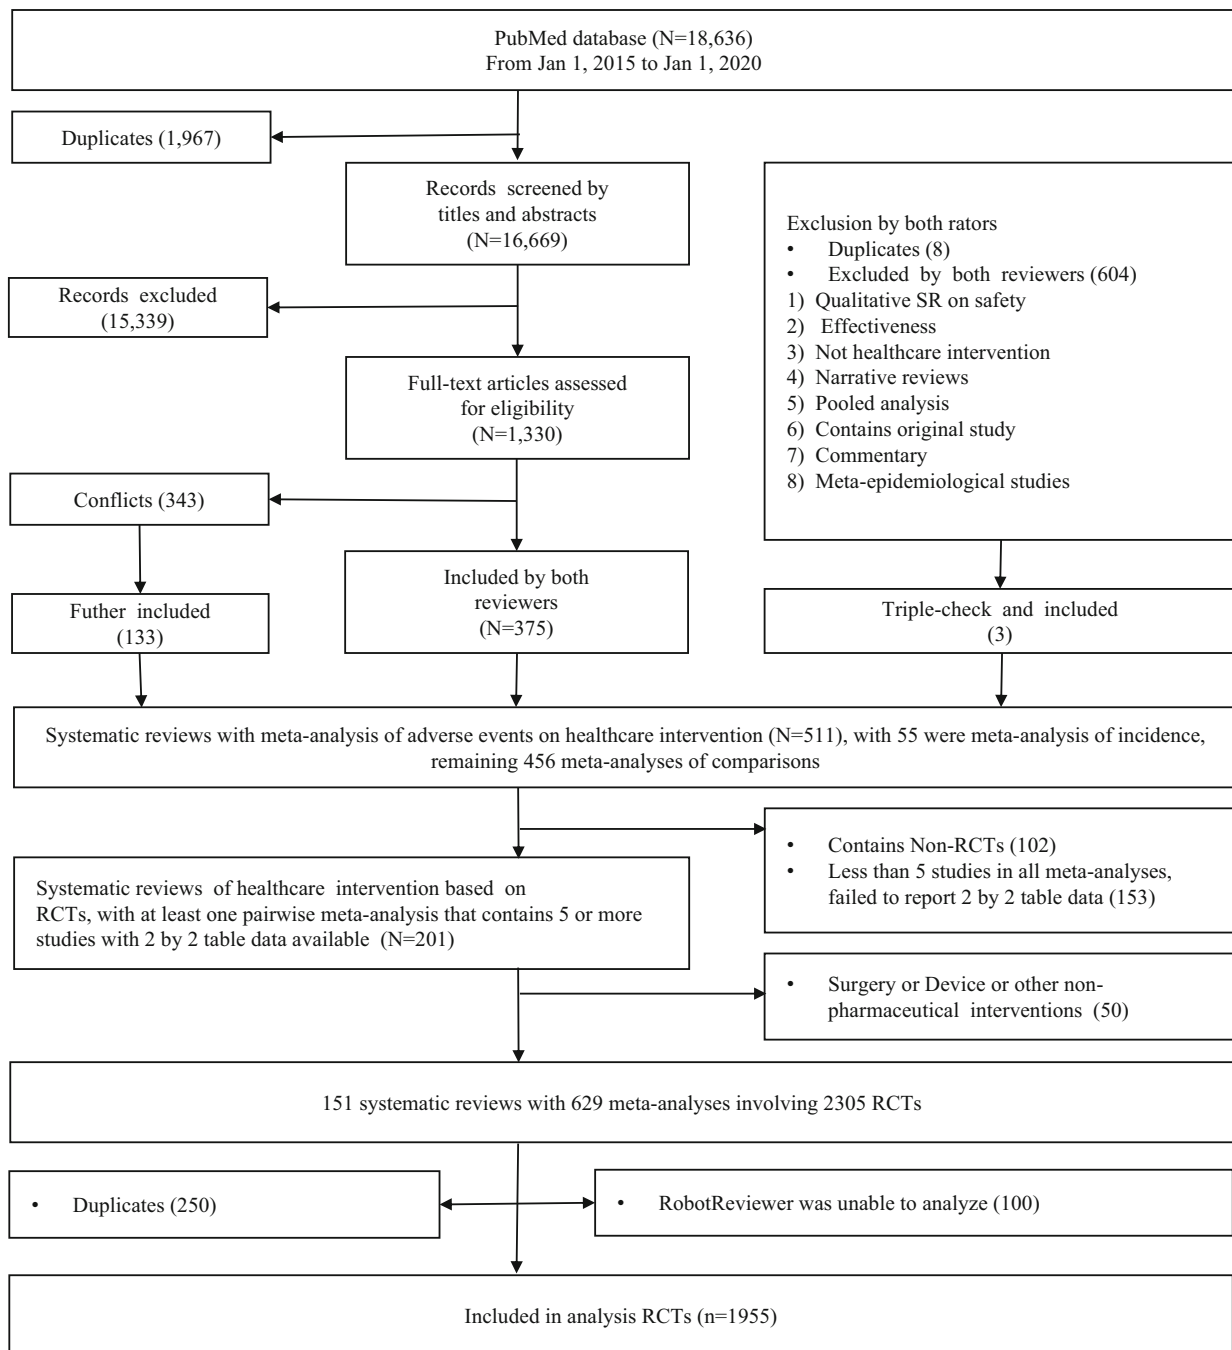 PubMed database (N=18,636)
From Jan 1, 2015 to Jan 1, 2020
Duplicates (1,967)
Records screened by
titles and abstracts
(N=16,669)
Records excluded
(15,339)
Full-text articles assessed
for eligibility
(N=1,330)
Exclusion by both rators
• Duplicates (8)
• Excluded by both reviewers (604)
1) Qualitative SR on safety
2) Effectiveness
3) Not healthcare intervention
4) Narrative reviews
5) Pooled analysis
6) Contains original study
7) Commentary
8) Meta-epidemiological studies
Conflicts (343)
Included by both
reviewers
(N=375)
Futher included
(133)
Triple-check and included
(3)
Systematic reviews with meta-analysis of adverse events on healthcare intervention (N=511), with 55 were meta-analysis of incidence,
remaining 456 meta-analyses of comparisons
• Contains Non-RCTs (102)
• Less than 5 studies in all meta-analyses,
failed to report 2 by 2 table data (153)
Systematic reviews of healthcare intervention based on
RCTs, with at least one pairwise meta-analysis that contains 5 or more
studies with 2 by 2 table data available (N=201)
• Surgery or Device or other non-
pharmaceutical interventions (50)
151 systematic reviews with 629 meta-analyses involving 2305 RCTs
• Duplicates (250)
• RobotReviewer was unable to analyze (100)
Included in analysis RCTs (n=1955)